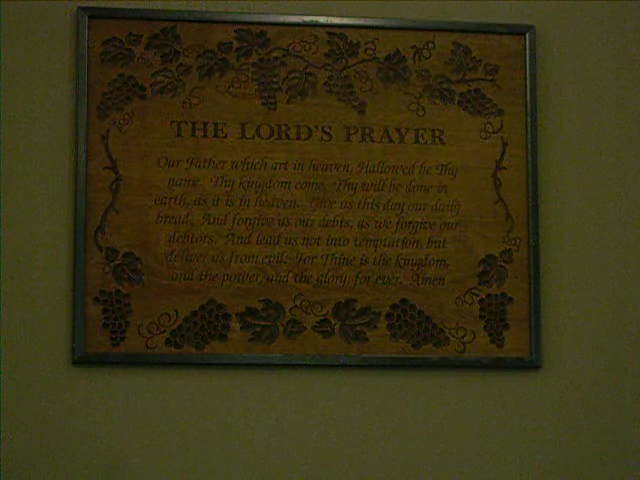 THE LORD'S PRAYER
Our Father which art in heaven, Hallowed be Thy
name. Thy kingdom come. Thy will be done in
earth, as it is in heaven. Give us this day our daily
bread. And forgive us our debts, as we forgive our
debtors. And lead us not into temptation, but
deliver us from evil: For Thine is the kingdom,
and the power, and the glory, for ever. Amen